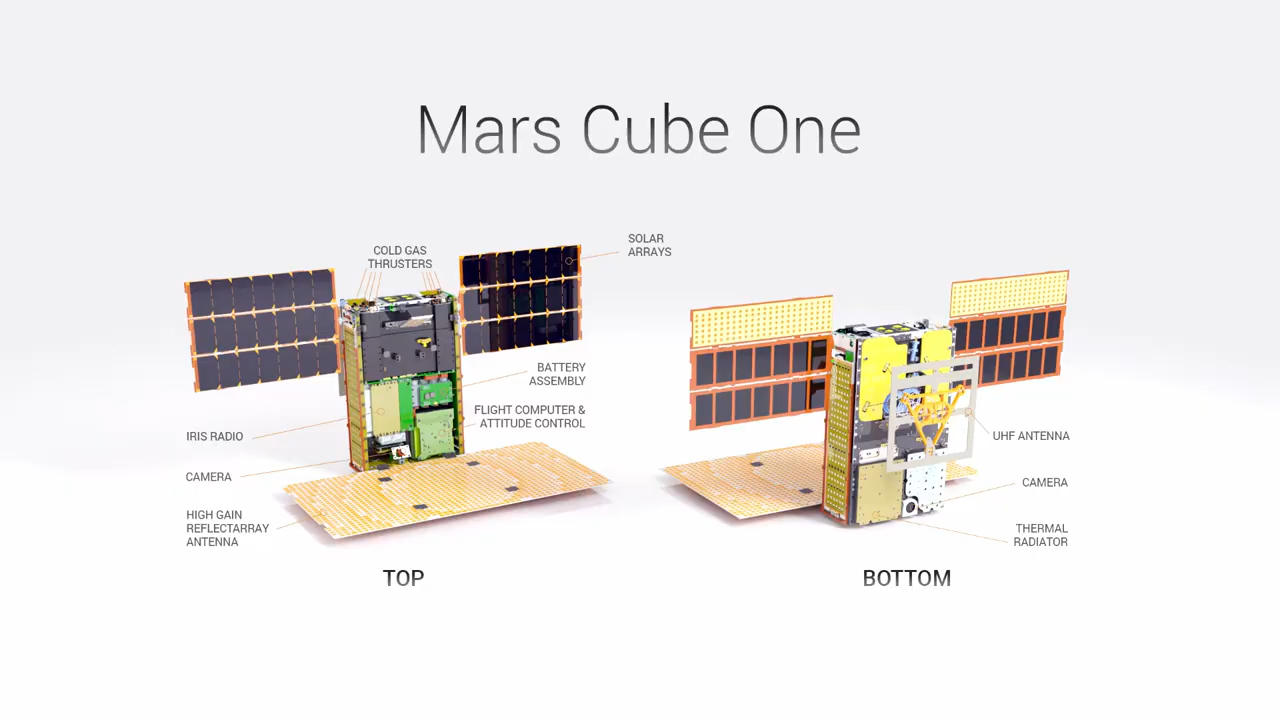 Mars Cube One
COLD GAS
THRUSTERS
SOLAR
ARRAYS
BATTERY
ASSEMBLY
FLIGHT COMPUTER &
ATTITUDE CONTROL
IRIS RADIO
CAMERA
HIGH GAIN
REFLECTARRAY
ANTENNA
TOP
UHF ANTENNA
CAMERA
THERMAL
RADIATOR
BOTTOM